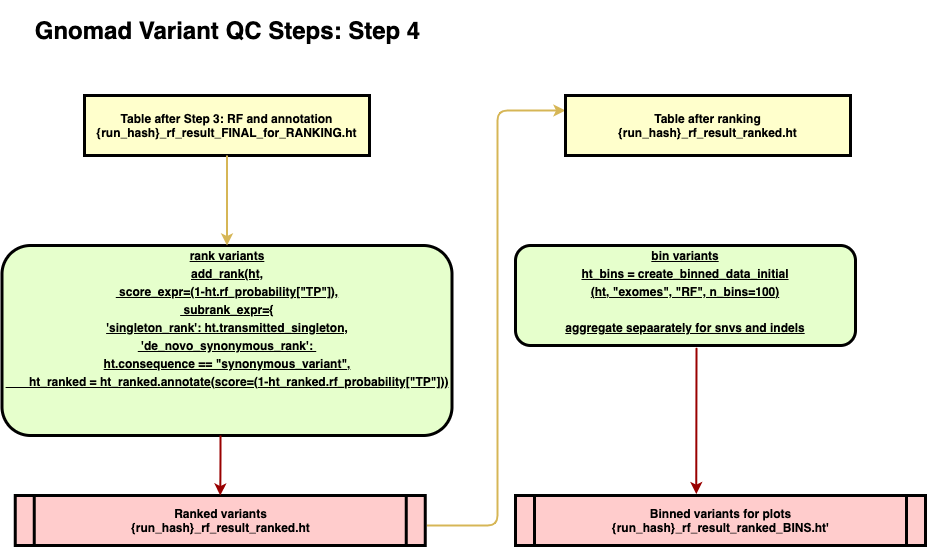 Gnomad Variant QC Steps: Step 4
Table after Step 3: RF and annotation
{run_hash}_rf_result_FINAL_for_RANKING.ht
rank variants
add_rank(ht,
score_expr=(1-ht.rf_probability["TP"]),
subrank_expr={
'singleton_rank': ht.transmitted_singleton,
'de_novo_synonymous_rank':
ht.consequence == "synonymous_variant",
ht_ranked = ht_ranked.annotate(score=(1-ht_ranked.rf_probability["TP"]))
Ranked variants
{run_hash}_rf_result_ranked.ht
Table after ranking
{run_hash}_rf_result_ranked.ht
bin variants
ht_bins = create_binned_data_initial
(ht, "exomes", "RF", n_bins=100)
aggregate sepaarately for snvs and indels
Binned variants for plots
{run_hash}_rf_result_ranked_BINS.ht'